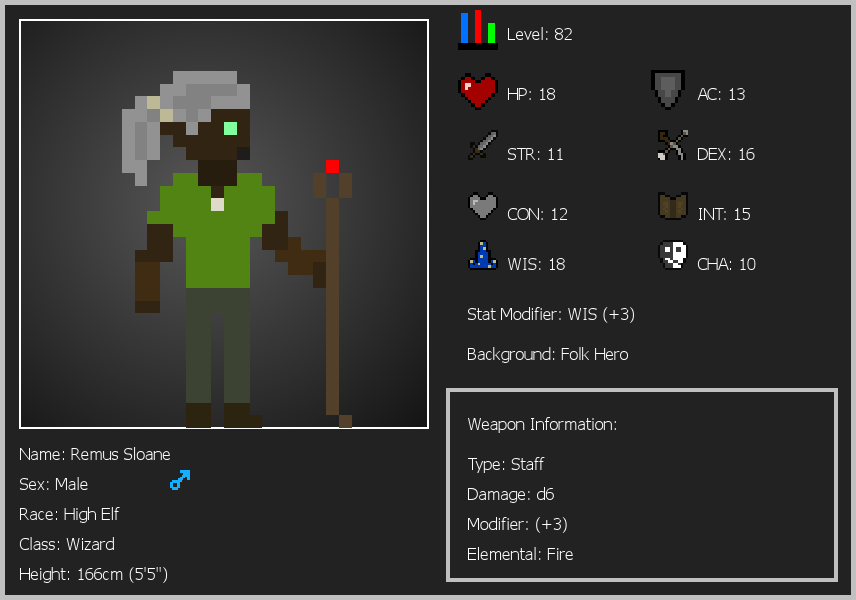 Level: 82
HP: 18
AC: 13
STR: 11
DEX: 16
CON: 12
INT: 15
WIS: 18
CHA: 10
Stat Modifier: WIS (+3)
Background: Folk Hero
Weapon Information:
Type: Staff
Damage: d6
Modifier: (+3)
Elemental: Fire
Name: Remus Sloane
Sex: Male
Race: High Elf
Class: Wizard
Height: 166cm (5'5")